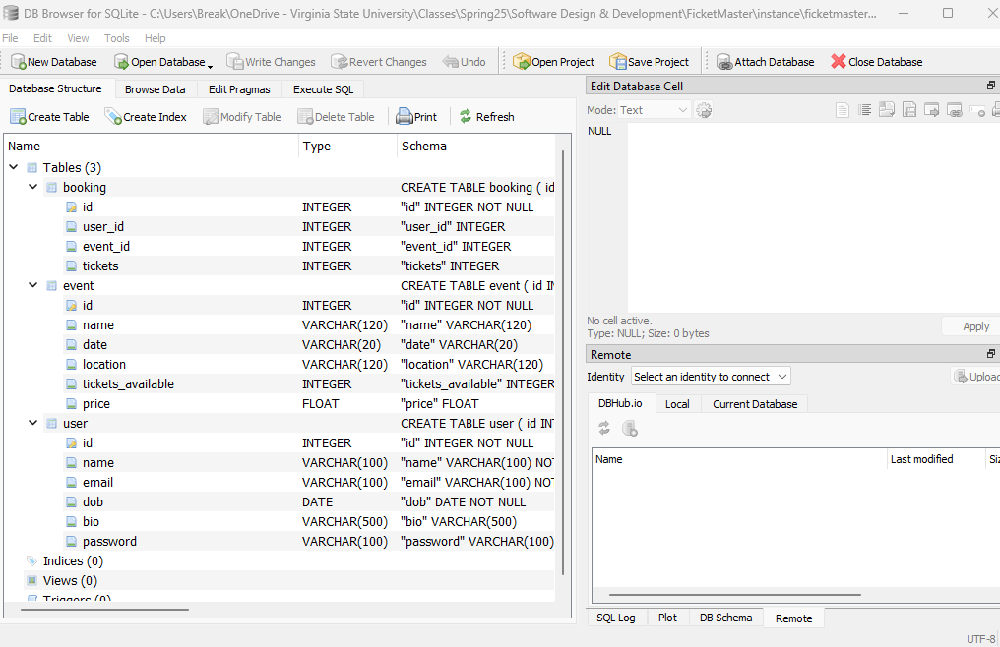 DB Browser for SQLite - C:\Users\Break\OneDrive - Virginia State University\Classes\Spring25\Software Design & Development\FicketMaster\instance\ficketmaster...
File Edit View Tools Help
New Database Open Database Write Changes Revert Changes Undo Open Project Save Project Attach Database Close Database
Database Structure Browse Data Edit Pragmas Execute SQL
Create Table Create Index Modify Table Delete Table Print Refresh
Name Type Schema
Tables (3)
booking CREATE TABLE booking ( id
id INTEGER "id" INTEGER NOT NULL
user_id INTEGER "user_id" INTEGER
event_id INTEGER "event_id" INTEGER
tickets INTEGER "tickets" INTEGER
event CREATE TABLE event ( id IN
id INTEGER "id" INTEGER NOT NULL
name VARCHAR(120) "name" VARCHAR(120)
date VARCHAR(20) "date" VARCHAR(20)
location VARCHAR(120) "location" VARCHAR(120)
tickets_available INTEGER "tickets_available" INTEGER
price FLOAT "price" FLOAT
user CREATE TABLE user ( id INT
id INTEGER "id" INTEGER NOT NULL
name VARCHAR(100) "name" VARCHAR(100) NOT
email VARCHAR(100) "email" VARCHAR(100) NOT
dob DATE "dob" DATE NOT NULL
bio VARCHAR(500) "bio" VARCHAR(500)
password VARCHAR(100) "password" VARCHAR(100)
Indices (0)
Views (0)
Triggers (0)
Edit Database Cell
Mode: Text
NULL
No cell active.
Type: NULL; Size: 0 bytes
Apply
Remote
Identity Select an identity to connect Upload
DBHub.io Local Current Database
Name Last modified Siz
SQL Log Plot DB Schema Remote
UTF-8